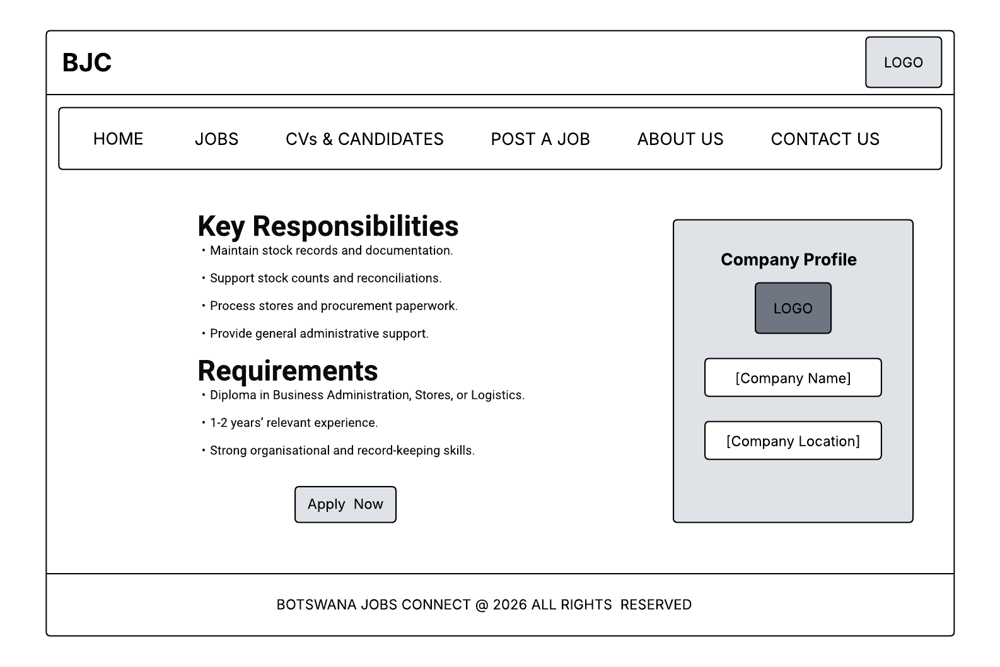 BJC
LOGO
HOME JOBS CVs & CANDIDATES POST A JOB ABOUT US CONTACT US
Key Responsibilities
• Maintain stock records and documentation.
• Support stock counts and reconciliations.
• Process stores and procurement paperwork.
• Provide general administrative support.
Requirements
• Diploma in Business Administration, Stores, or Logistics.
• 1-2 years’ relevant experience.
• Strong organisational and record-keeping skills.
Apply Now
Company Profile
LOGO
[Company Name]
[Company Location]
BOTSWANA JOBS CONNECT @ 2026 ALL RIGHTS RESERVED